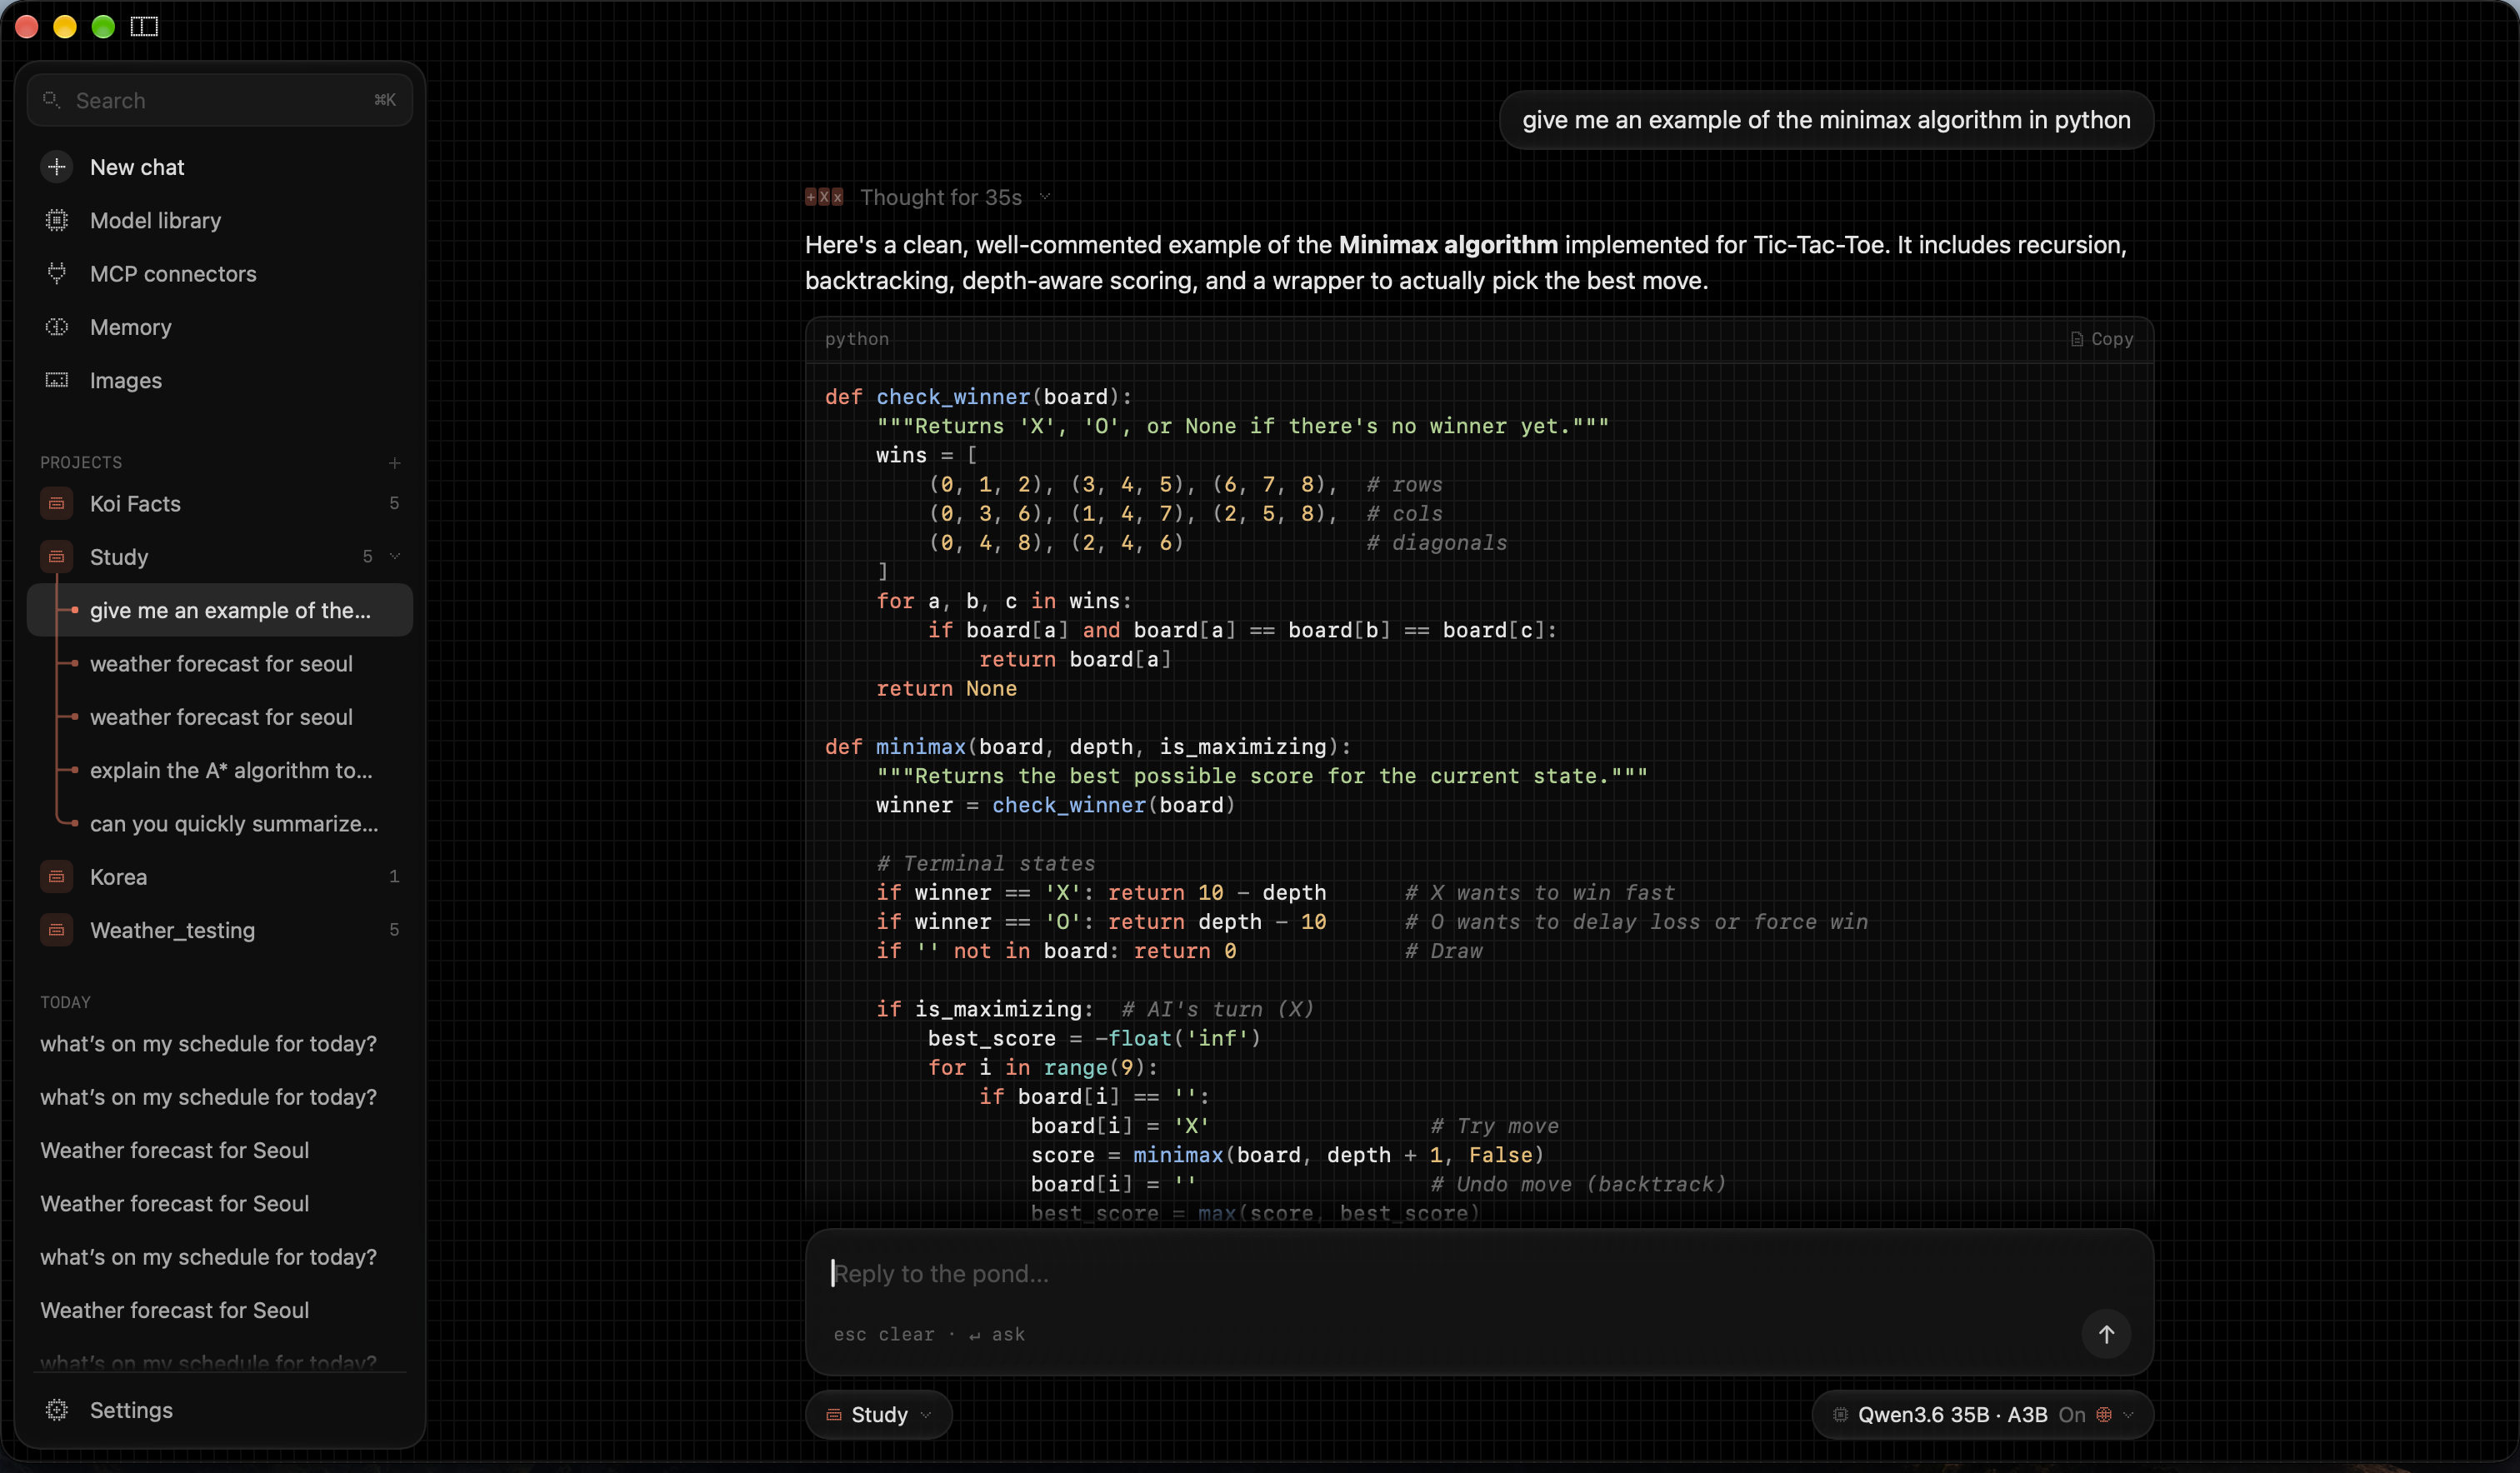 Search ⌘K
New chat
Model library
MCP connectors
Memory
Images
PROJECTS +
Koi Facts 5
Study 5
give me an example of the...
weather forecast for seoul
weather forecast for seoul
explain the A* algorithm to...
can you quickly summarize...
Korea 1
Weather_testing 5
TODAY
what's on my schedule for today?
what's on my schedule for today?
Weather forecast for Seoul
Weather forecast for Seoul
what's on my schedule for today?
Weather forecast for Seoul
what's on my schedule for today?
Settings
give me an example of the minimax algorithm in python
Thought for 35s
Here's a clean, well-commented example of the Minimax algorithm implemented for Tic-Tac-Toe. It includes recursion,
backtracking, depth-aware scoring, and a wrapper to actually pick the best move.
python Copy
def check_winner(board):
    """Returns 'X', 'O', or None if there's no winner yet."""
    wins = [
        (0, 1, 2), (3, 4, 5), (6, 7, 8),  # rows
        (0, 3, 6), (1, 4, 7), (2, 5, 8),  # cols
        (0, 4, 8), (2, 4, 6)              # diagonals
    ]
    for a, b, c in wins:
        if board[a] and board[a] == board[b] == board[c]:
            return board[a]
    return None
def minimax(board, depth, is_maximizing):
    """Returns the best possible score for the current state."""
    winner = check_winner(board)
    # Terminal states
    if winner == 'X': return 10 - depth      # X wants to win fast
    if winner == 'O': return depth - 10      # O wants to delay loss or force win
    if '' not in board: return 0             # Draw
    if is_maximizing:  # AI's turn (X)
        best_score = -float('inf')
        for i in range(9):
            if board[i] == '':
                board[i] = 'X'                 # Try move
                score = minimax(board, depth + 1, False)
                board[i] = ''                  # Undo move (backtrack)
                best_score = max(score, best_score)
Reply to the pond...
esc clear · ↵ ask
Study
Qwen3.6 35B · A3B On